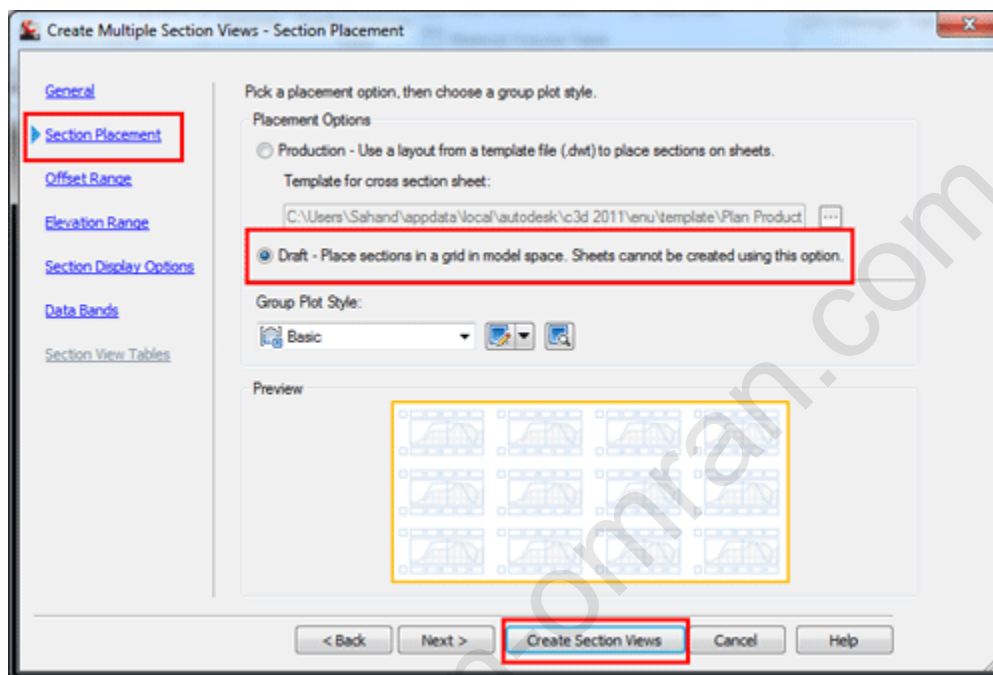 Create Multiple Section Views - Section Placement
General
Section Placement
Offset Range
Elevation Range
Section Display Options
Data Bands
Section View Tables
Pick a placement option, then choose a group plot style.
Placement Options
Production - Use a layout from a template file (.dwt) to place sections on sheets.
Template for cross section sheet:
C:\Users\Sahand\appdata\local\autodesk\c3d 2011\enu\template\Plan Product
...
Draft - Place sections in a grid in model space. Sheets cannot be created using this option.
Group Plot Style:
Basic
Preview
< Back Next > Create Section Views Cancel Help
omran.com